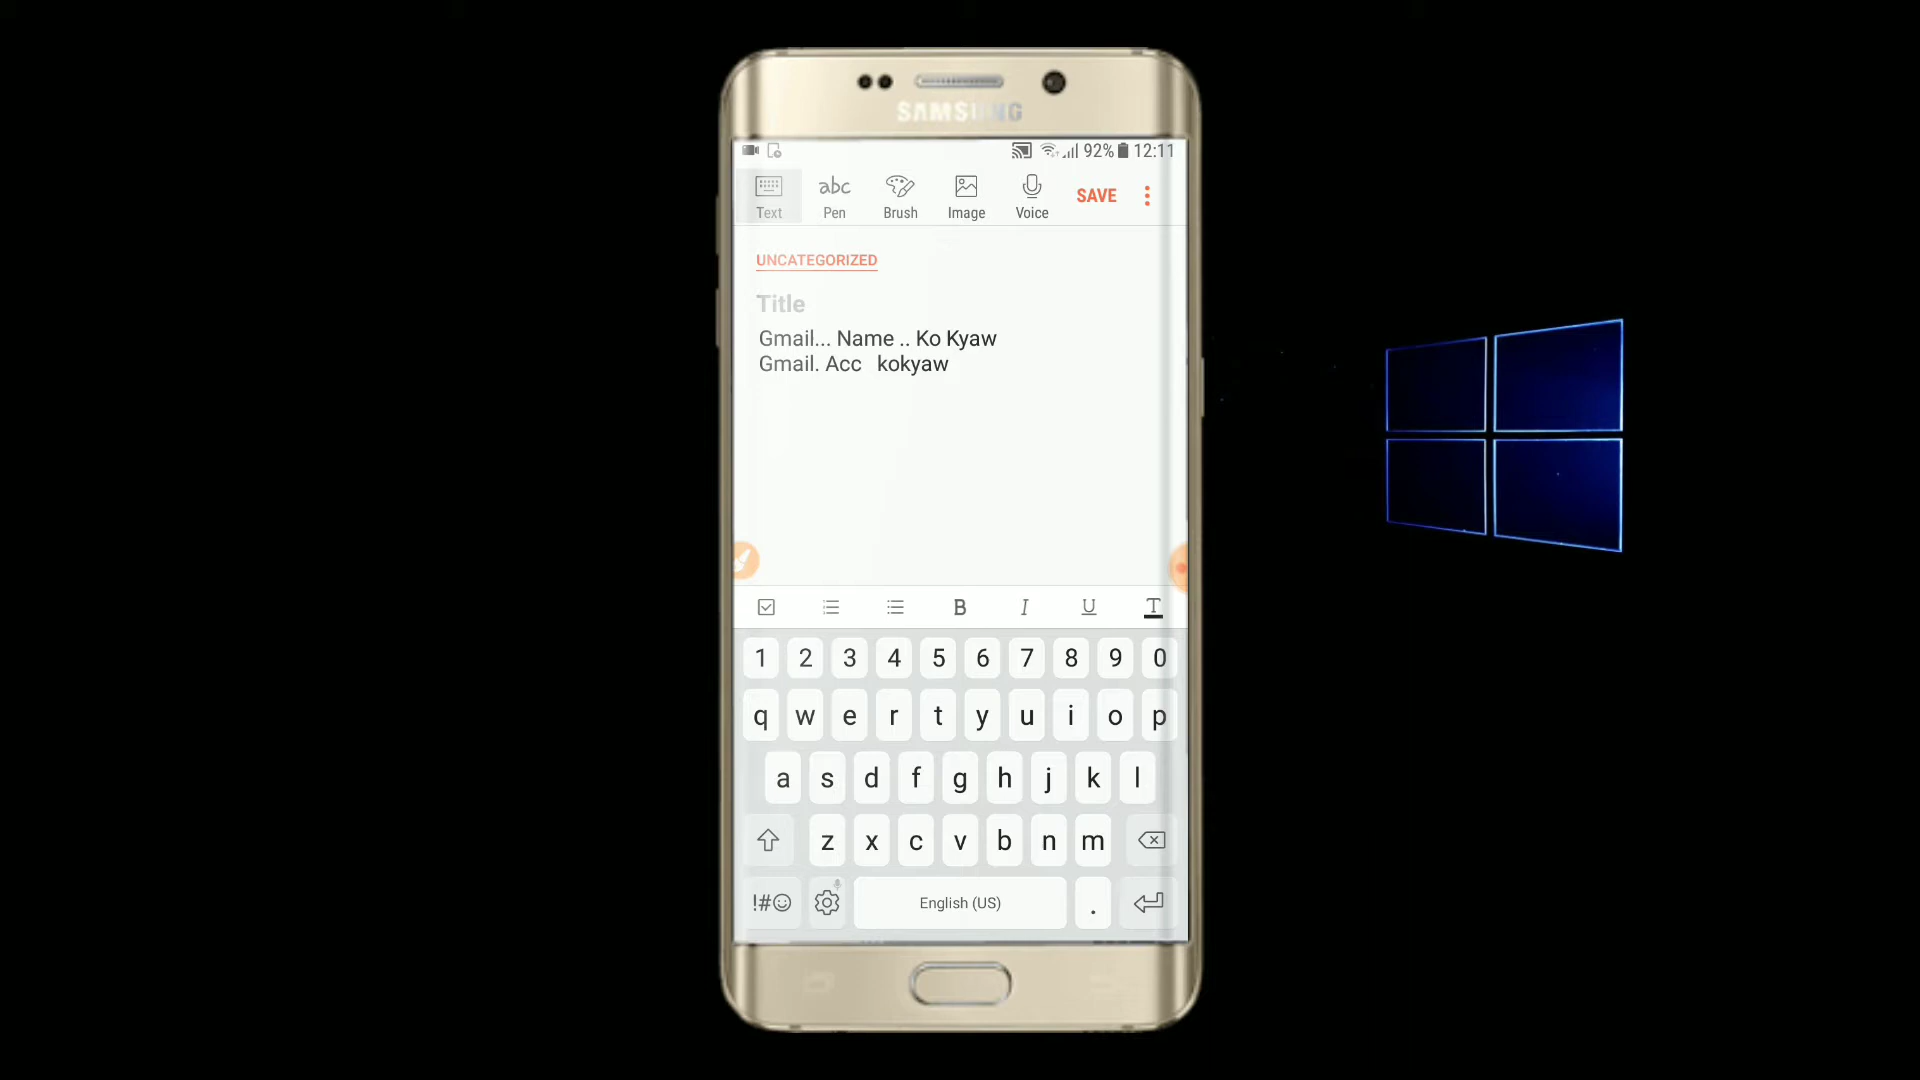 SAMSUNG
92% 12:11
Text
Pen
Brush
Image
Voice
SAVE
UNCATEGORIZED
Title
Gmail... Name .. Ko Kyaw
Gmail. Acc kokyaw
B I U T
1 2 3 4 5 6 7 8 9 0
q w e r t y u i o p
a s d f g h j k l
z x c v b n m
!#☺ English (US) .